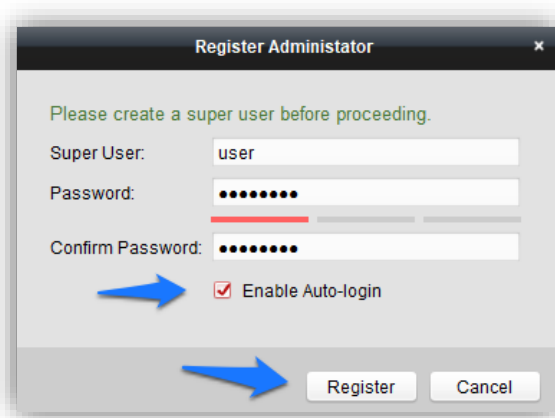 Register Administator
Please create a super user before proceeding.
Super User: user
Password: ••••••••
Confirm Password: ••••••••
Enable Auto-login
Register Cancel